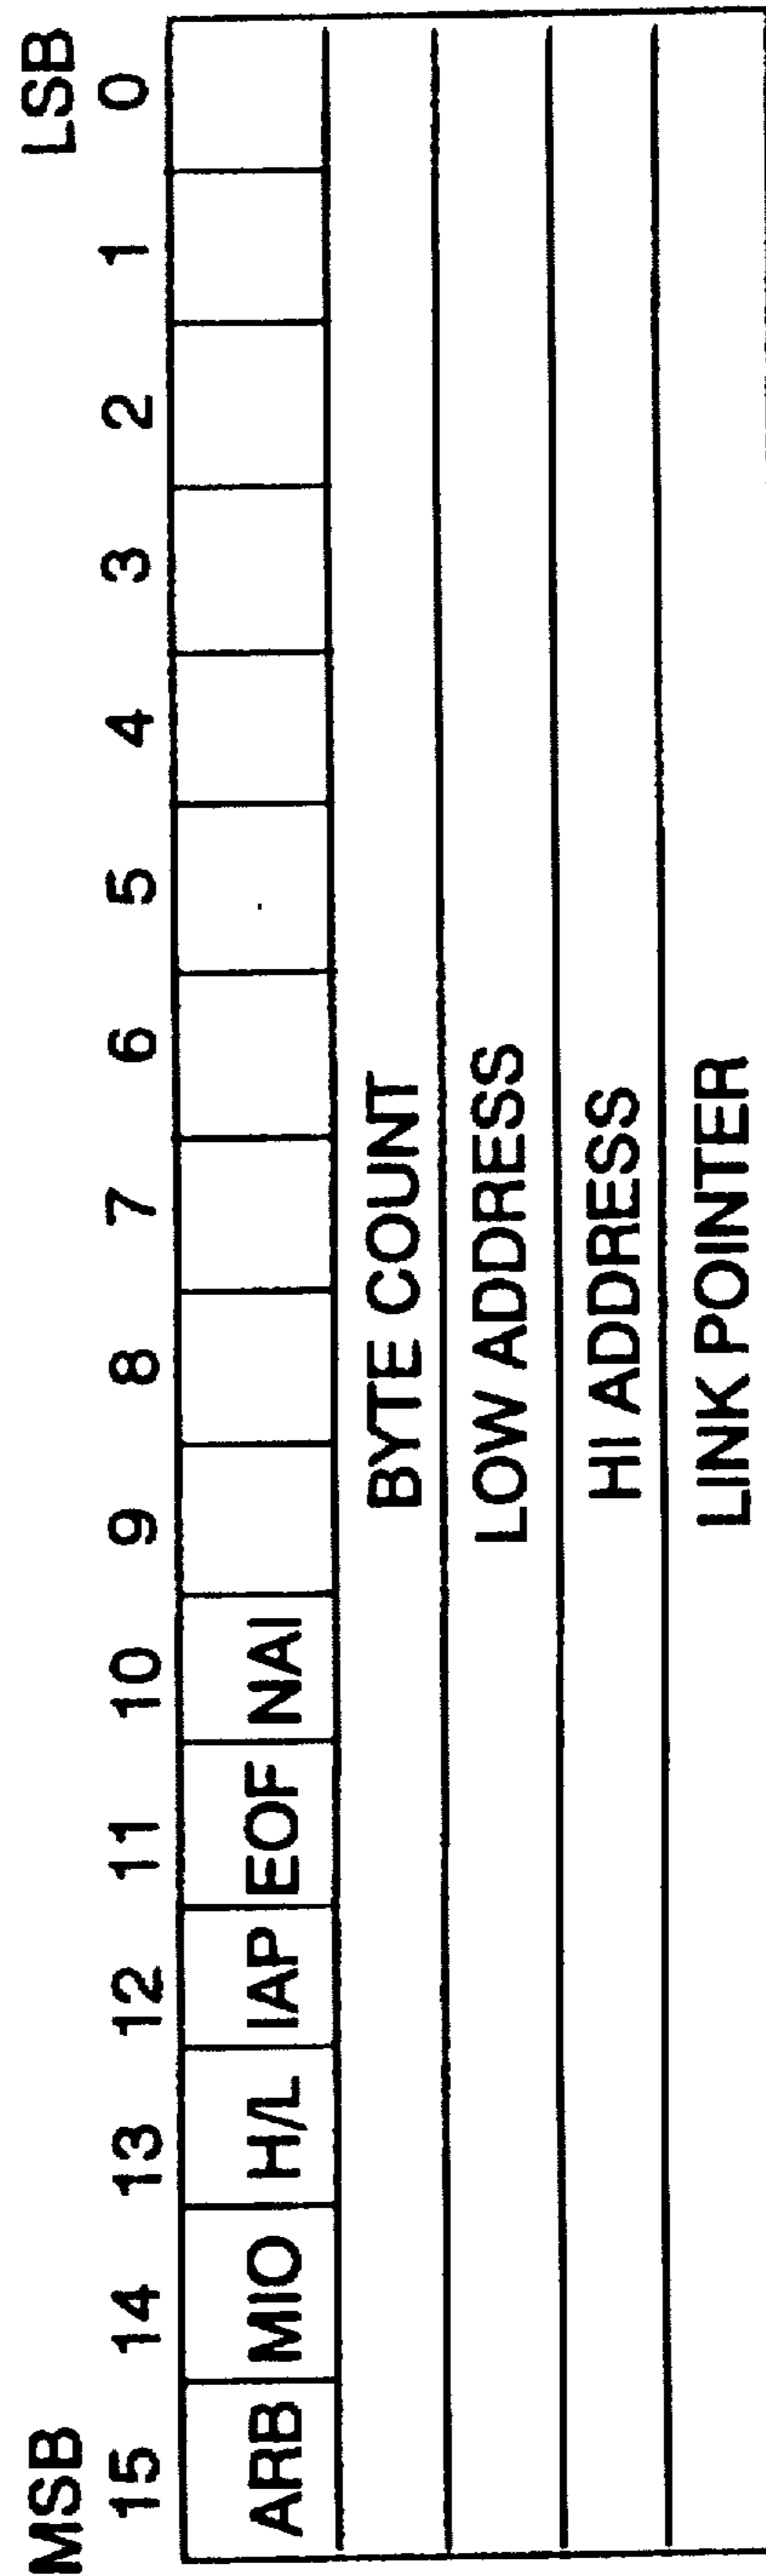 MSB LSB
15 14 13 12 11 10 9 8 7 6 5 4 3 2 1 0
ARB MIO H/L IAP EOF NAI
BYTE COUNT
LOW ADDRESS
HI ADDRESS
LINK POINTER